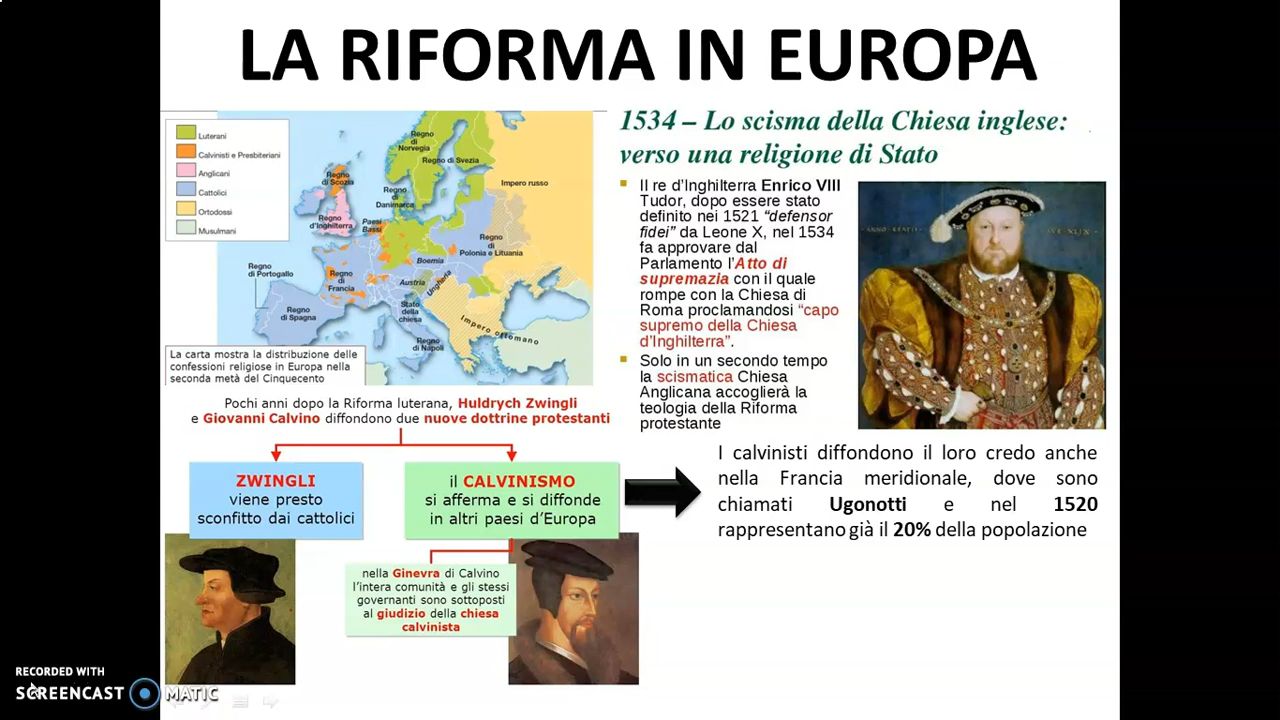 LA RIFORMA IN EUROPA
Luterani
Calvinisti e Presbiteriani
Anglicani
Cattolici
Ortodossi
Musulmani
Regno
di
Norvegia
Regno di Svezia
Regno
di Scozia
Regno
di
Danimarca
Impero russo
Regno
d'Inghilterra
Paesi
Bassi
Regno
di
Polonia e Lituania
Boemia
Regno
di Portogallo
Regno
di
Francia
Austria
Ungheria
Regno
di Spagna
Stato
della
chiesa
Impero ottomano
Regno
di Napoli
La carta mostra la distribuzione delle
confessioni religiose in Europa nella
seconda metà del Cinquecento
1534 – Lo scisma della Chiesa inglese:
verso una religione di Stato
Il re d'Inghilterra Enrico VIII
Tudor, dopo essere stato
definito nei 1521 “defensor
fidei” da Leone X, nel 1534
fa approvare dal
Parlamento l'Atto di
supremazia con il quale
rompe con la Chiesa di
Roma proclamandosi “capo
supremo della Chiesa
d'Inghilterra”.
Solo in un secondo tempo
la scismatica Chiesa
Anglicana accoglierà la
teologia della Riforma
protestante
Pochi anni dopo la Riforma luterana, Huldrych Zwingli
e Giovanni Calvino diffondono due nuove dottrine protestanti
ZWINGLI
viene presto
sconfitto dai cattolici
il CALVINISMO
si afferma e si diffonde
in altri paesi d'Europa
I calvinisti diffondono il loro credo anche
nella Francia meridionale, dove sono
chiamati Ugonotti e nel 1520
rappresentano già il 20% della popolazione
nella Ginevra di Calvino
l'intera comunità e gli stessi
governanti sono sottoposti
al giudizio della chiesa
calvinista
RECORDED WITH
SCREENCAST MATIC